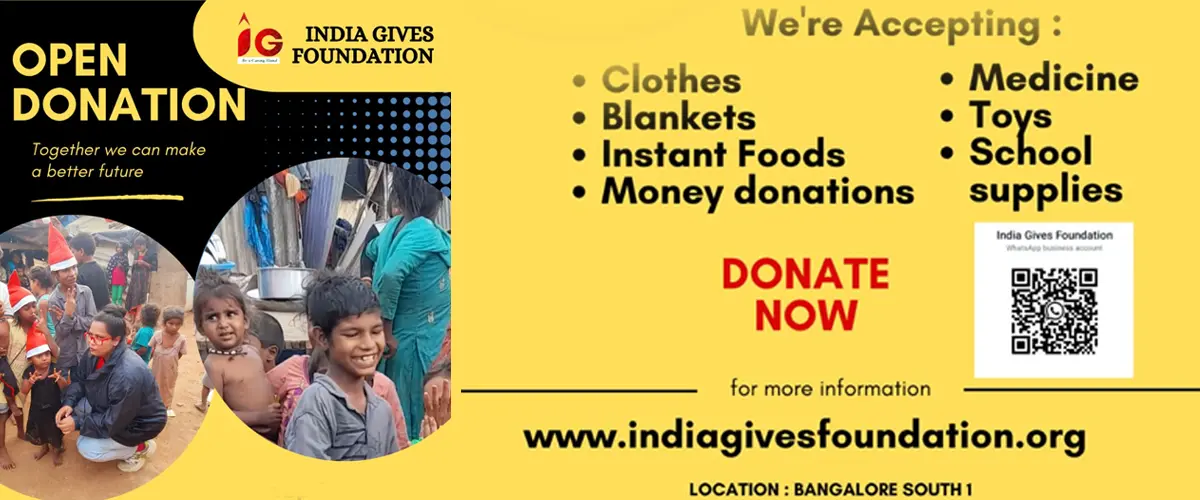 OPEN
DONATION
Together we can make
a better future
iG
INDIA GIVES
FOUNDATION
We're Accepting :
• Clothes
• Blankets
• Instant Foods
• Money donations
• Medicine
• Toys
• School
supplies
India Gives Foundation
WhatsApp business account
DONATE
NOW
for more information
www.indiagivesfoundation.org
LOCATION : BANGALORE SOUTH 1